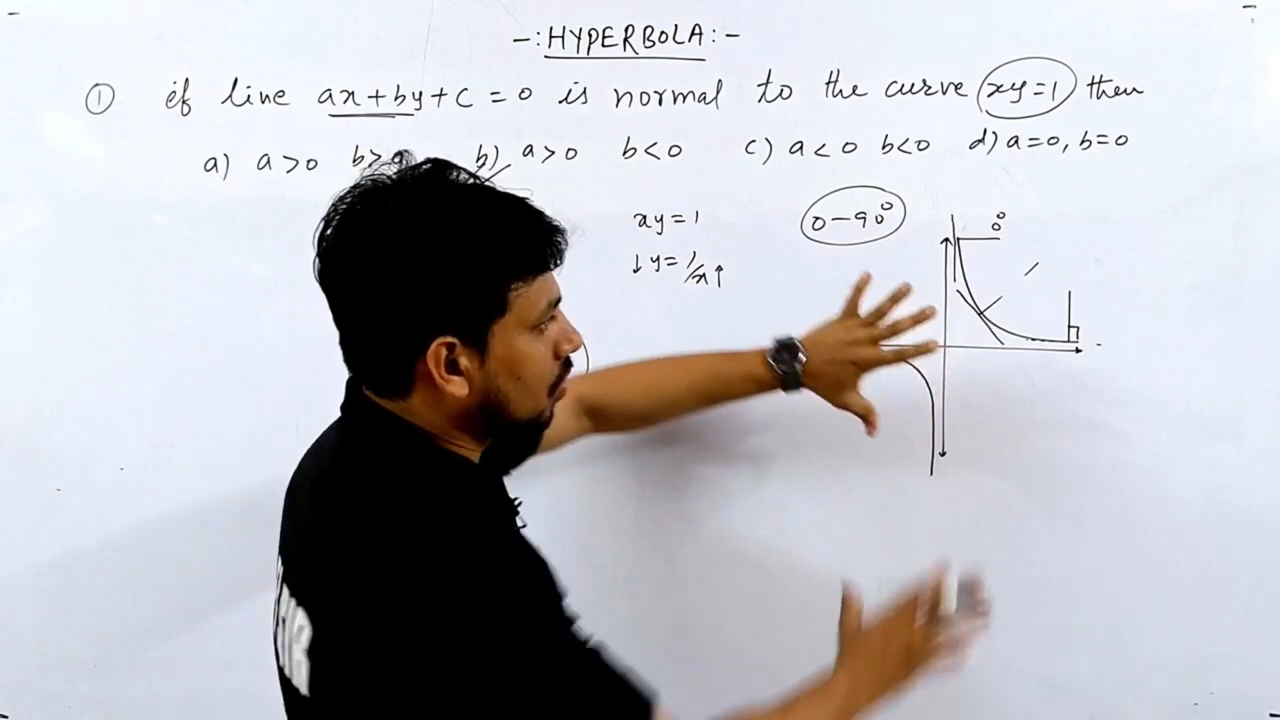 -: HYPERBOLA :-
① if line ax+by+c=0 is normal to the curve xy=1 then
a) a>0 b> b) a>0 b<0 c) a<0 b<0 d) a=0, b=0
xy=1 0-90° 0°
↓y=1/x↑